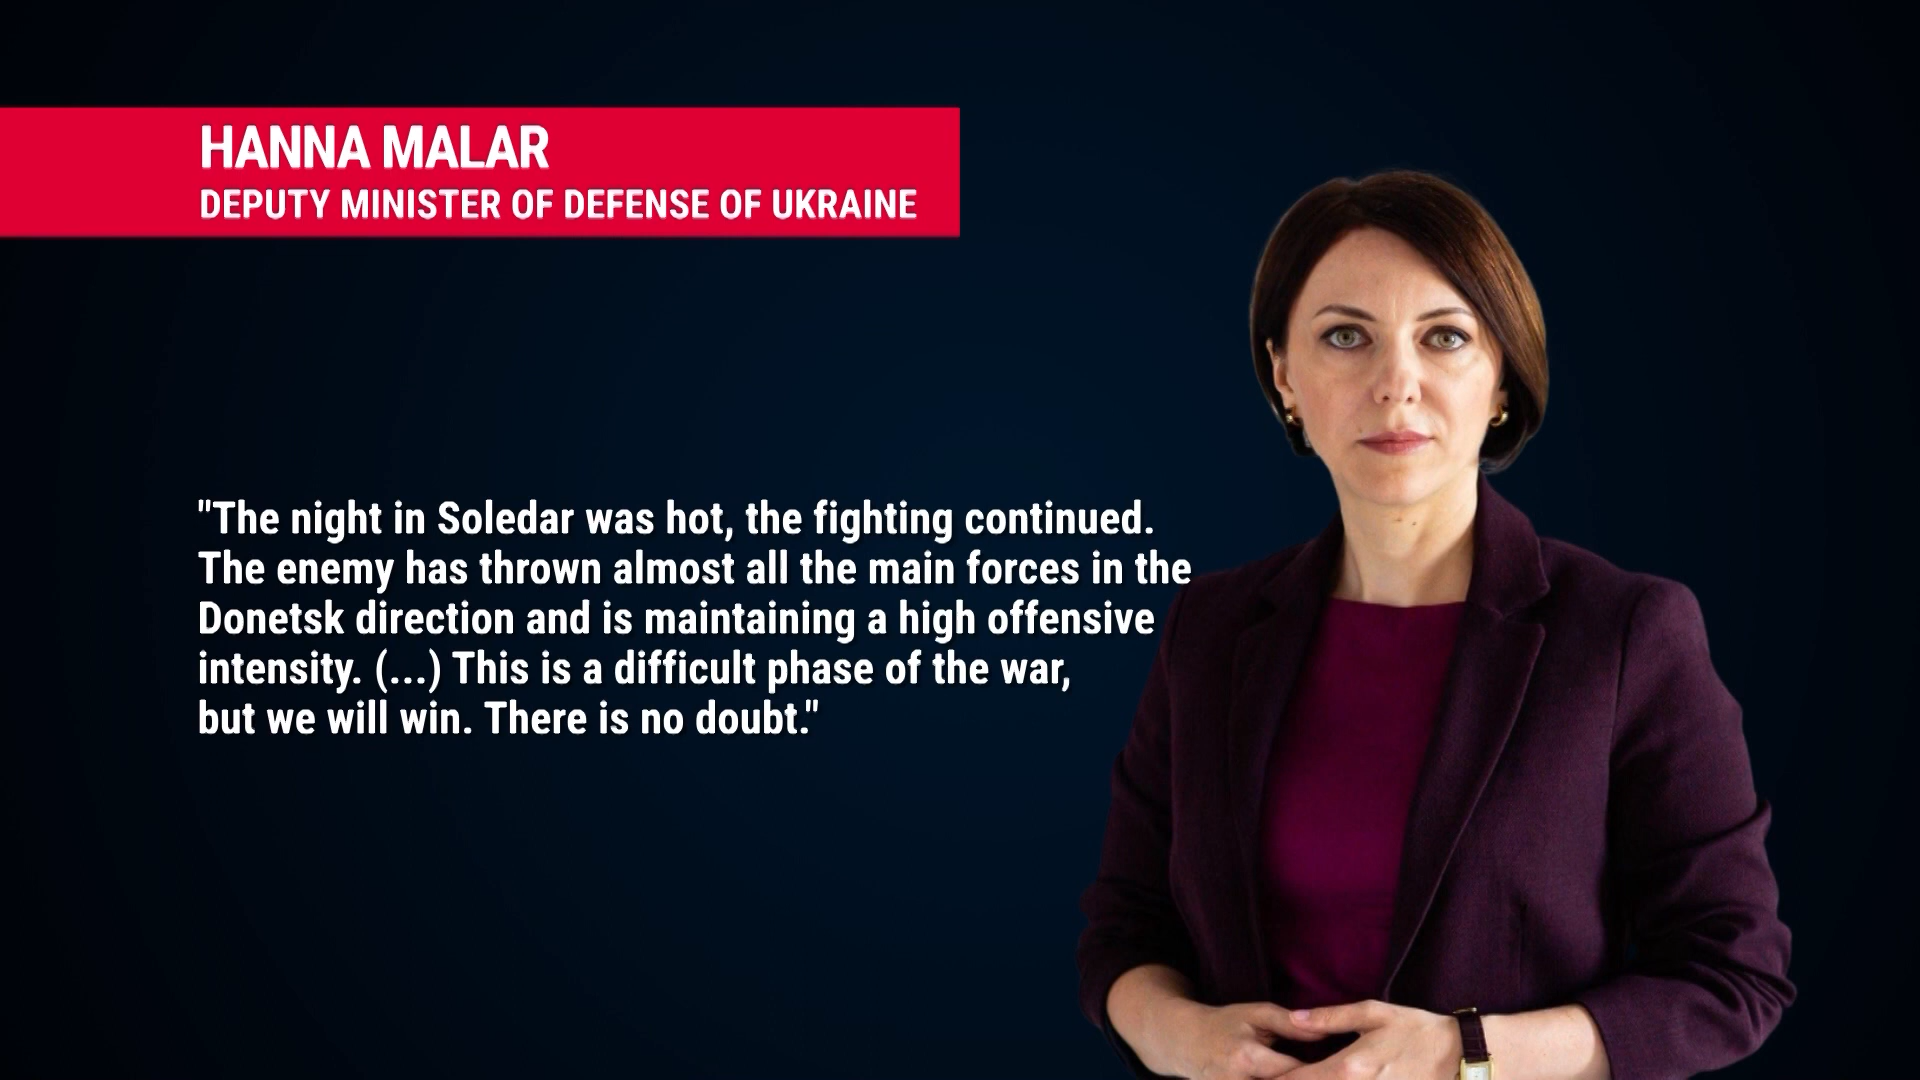 HANNA MALAR
DEPUTY MINISTER OF DEFENSE OF UKRAINE
"The night in Soledar was hot, the fighting continued.
The enemy has thrown almost all the main forces in the
Donetsk direction and is maintaining a high offensive
intensity. (...) This is a difficult phase of the war,
but we will win. There is no doubt."